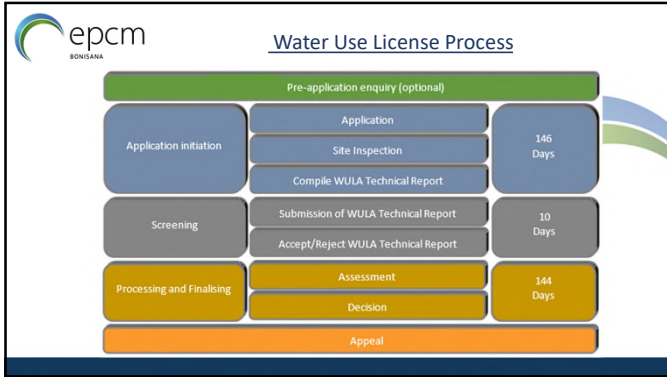 epcm
BONISANA
Water Use License Process
Pre-application enquiry (optional)
Application initiation
Application
Site Inspection
Compile WULA Technical Report
146
Days
Screening
Submission of WULA Technical Report
Accept/Reject WULA Technical Report
10
Days
Processing and Finalising
Assessment
Decision
144
Days
Appeal